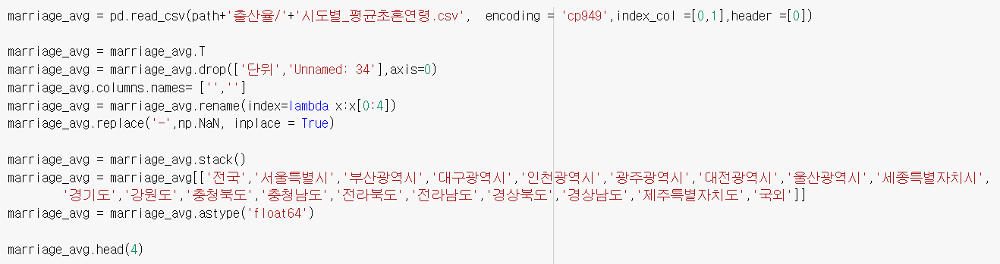 marriage_avg = pd.read_csv(path+'출산율/'+'시도별_평균초혼연령.csv',  encoding = 'cp949',index_col =[0,1],header =[0])
marriage_avg = marriage_avg.T
marriage_avg = marriage_avg.drop(['단위','Unnamed: 34'],axis=0)
marriage_avg.columns.names= ['','']
marriage_avg = marriage_avg.rename(index=lambda x:x[0:4])
marriage_avg.replace('-',np.NaN, inplace = True)
marriage_avg = marriage_avg.stack()
marriage_avg = marriage_avg[['전국','서울특별시','부산광역시','대구광역시','인천광역시','광주광역시','대전광역시','울산광역시','세종특별자치시',
'경기도','강원도','충청북도','충청남도','전라북도','전라남도','경상북도','경상남도','제주특별자치도','국외']]
marriage_avg = marriage_avg.astype('float64')
marriage_avg.head(4)